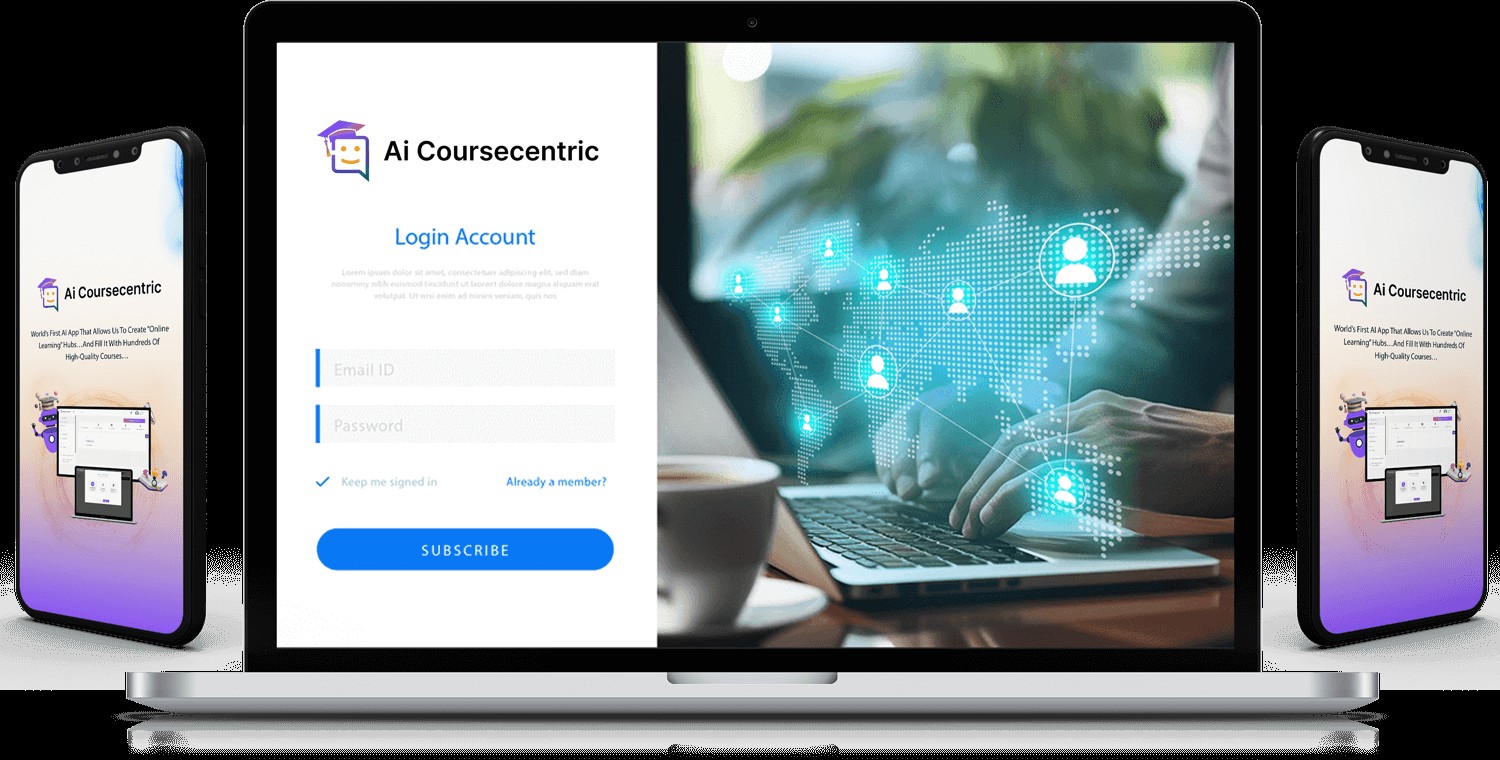 Ai Coursecentric
World's First AI App That Allows Us To Create "Online
Learning" Hubs...And Fill It With Hundreds Of
High-Quality Courses...
Ai Coursecentric
Login Account
Lorem ipsum dolor sit amet, consectetuer adipiscing elit, sed diam
nonummy nibh euismod tincidunt ut laoreet dolore magna aliquam erat
volutpat. Ut wisi enim ad minim veniam, quis nos
Email ID
Password
Keep me signed in
Already a member?
SUBSCRIBE
Ai Coursecentric
World's First AI App That Allows Us To Create "Online
Learning" Hubs...And Fill It With Hundreds Of
High-Quality Courses...